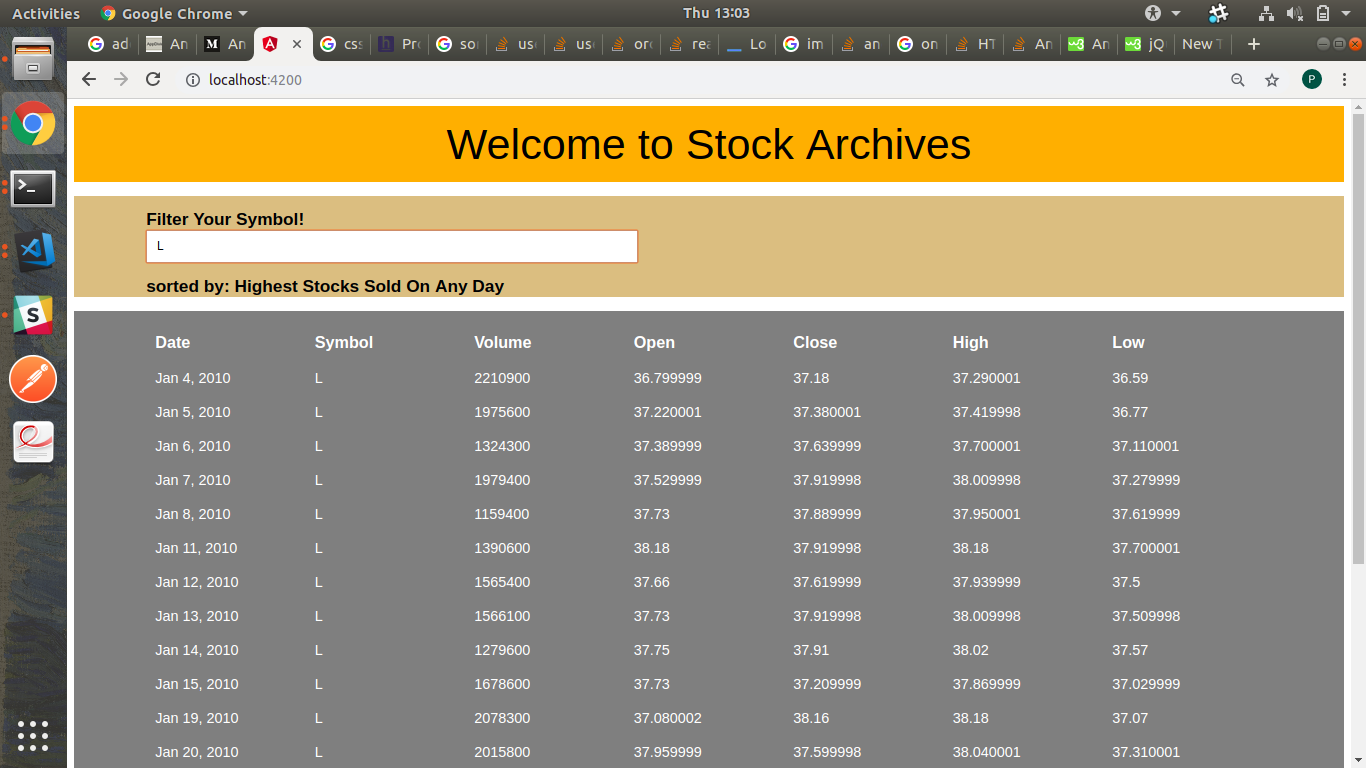 Activities Google Chrome Thu 13:03
ad An An css Pro so us us or rea Lo im an on HT An An jQ New T
localhost:4200 P
Welcome to Stock Archives
Filter Your Symbol!
L
sorted by: Highest Stocks Sold On Any Day
Date Symbol Volume Open Close High Low
Jan 4, 2010 L 2210900 36.799999 37.18 37.290001 36.59
Jan 5, 2010 L 1975600 37.220001 37.380001 37.419998 36.77
Jan 6, 2010 L 1324300 37.389999 37.639999 37.700001 37.110001
Jan 7, 2010 L 1979400 37.529999 37.919998 38.009998 37.279999
Jan 8, 2010 L 1159400 37.73 37.889999 37.950001 37.619999
Jan 11, 2010 L 1390600 38.18 37.919998 38.18 37.700001
Jan 12, 2010 L 1565400 37.66 37.619999 37.939999 37.5
Jan 13, 2010 L 1566100 37.73 37.919998 38.009998 37.509998
Jan 14, 2010 L 1279600 37.75 37.91 38.02 37.57
Jan 15, 2010 L 1678600 37.73 37.209999 37.869999 37.029999
Jan 19, 2010 L 2078300 37.080002 38.16 38.18 37.07
Jan 20, 2010 L 2015800 37.959999 37.599998 38.040001 37.310001